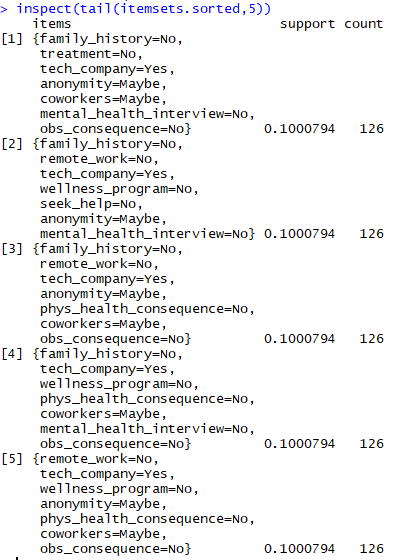 > inspect(tail(itemsets.sorted,5))
    items                            support count
[1] {family_history=No,
     treatment=No,
     tech_company=Yes,
     anonymity=Maybe,
     coworkers=Maybe,
     mental_health_interview=No,
     obs_consequence=No}         0.1000794   126
[2] {family_history=No,
     remote_work=No,
     tech_company=Yes,
     wellness_program=No,
     seek_help=No,
     anonymity=Maybe,
     mental_health_interview=No} 0.1000794   126
[3] {family_history=No,
     remote_work=No,
     tech_company=Yes,
     anonymity=Maybe,
     phys_health_consequence=No,
     coworkers=Maybe,
     obs_consequence=No}         0.1000794   126
[4] {family_history=No,
     tech_company=Yes,
     wellness_program=No,
     phys_health_consequence=No,
     coworkers=Maybe,
     mental_health_interview=No,
     obs_consequence=No}         0.1000794   126
[5] {remote_work=No,
     tech_company=Yes,
     wellness_program=No,
     anonymity=Maybe,
     phys_health_consequence=No,
     coworkers=Maybe,
     obs_consequence=No}         0.1000794   126